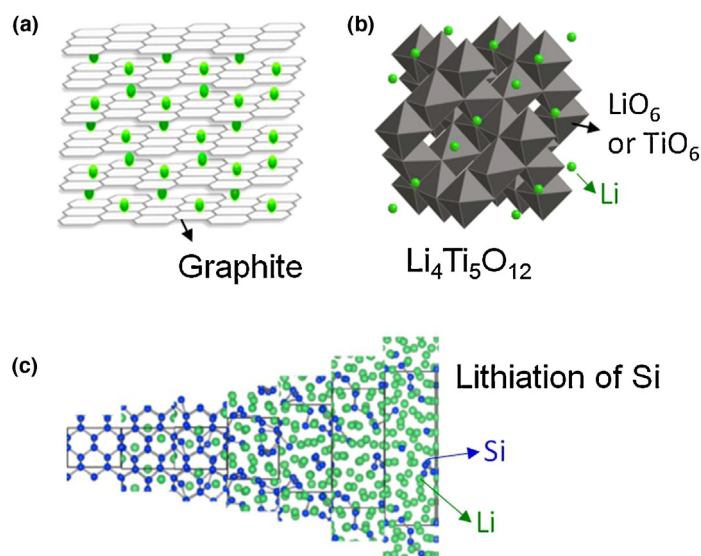 (a)
Graphite
(b)
LiO₆
or TiO₆
Li
Li₄Ti₅O₁₂
(c)
Lithiation of Si
Si
Li